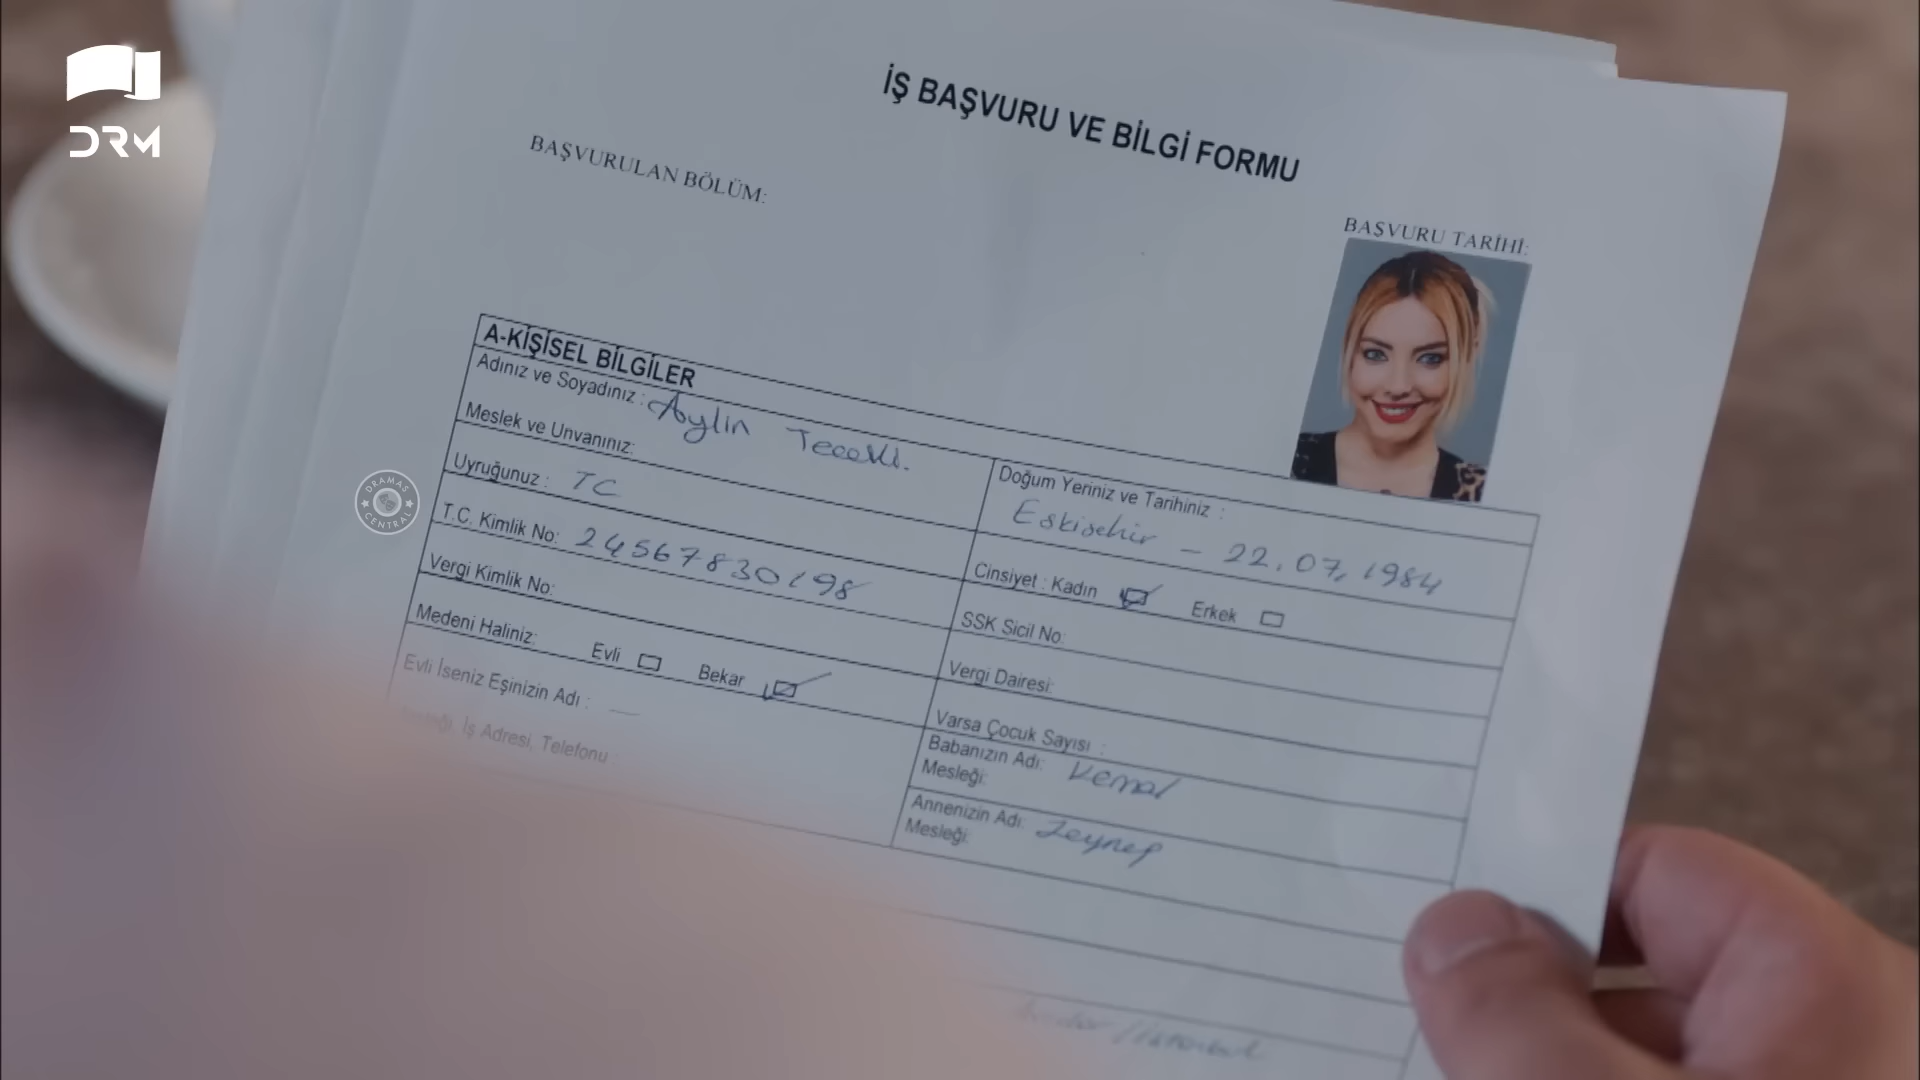 DRM
İŞ BAŞVURU VE BİLGİ FORMU
BAŞVURULAN BÖLÜM:
BAŞVURU TARİHİ:
A-KİŞİSEL BİLGİLER
Adınız ve Soyadınız : Aylin
Doğum Yeriniz ve Tarihiniz :
Eskisehir - 22.07.1984
Meslek ve Unvanınız:
Cinsiyet : Kadın Erkek
Uyruğunuz : TC
SSK Sicil No:
T.C. Kimlik No: 24567830198
Vergi Dairesi:
Vergi Kimlik No:
Varsa Çocuk Sayısı :
Medeni Haliniz: Evli Bekar
Babanızın Adı: Kemal
Mesleği:
Evli İseniz Eşinizin Adı : —
Annenizin Adı: Zeynep
Mesleği:
İş Adresi, Telefonu :
DRAMAS CENTRAL